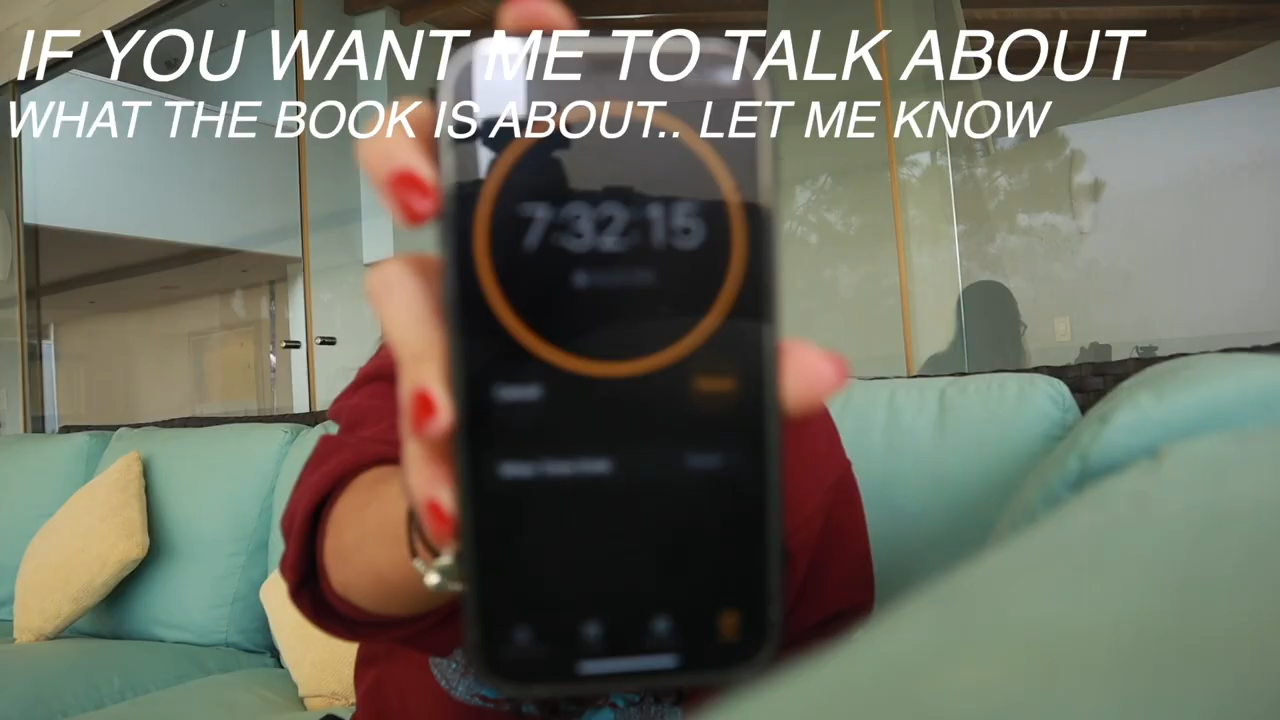 IF YOU WANT ME TO TALK ABOUT
WHAT THE BOOK IS ABOUT.. LET ME KNOW
7:32:15